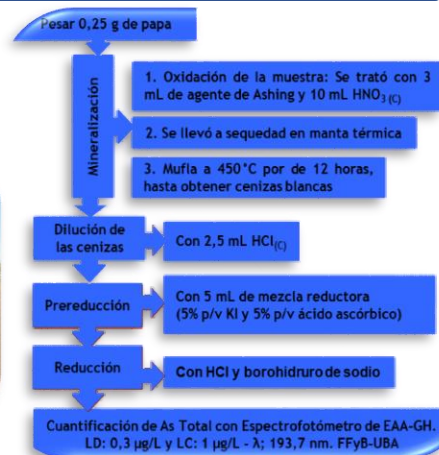 Pesar 0,25 g de papa
Mineralización
1. Oxidación de la muestra: Se trató con 3
mL de agente de Ashing y 10 mL HNO3 (C)
2. Se llevó a sequedad en manta térmica
3. Mufla a 450°C por de 12 horas,
hasta obtener cenizas blancas
Dilución de
las cenizas
Con 2,5 mL HCl(C)
Prereducción
Con 5 mL de mezcla reductora
(5% p/v KI y 5% p/v ácido ascórbico)
Reducción
Con HCl y borohidruro de sodio
Cuantificación de As Total con Espectrofotómetro de EAA-GH.
LD: 0,3 µg/L y LC: 1 µg/L - λ; 193,7 nm. FFyB-UBA